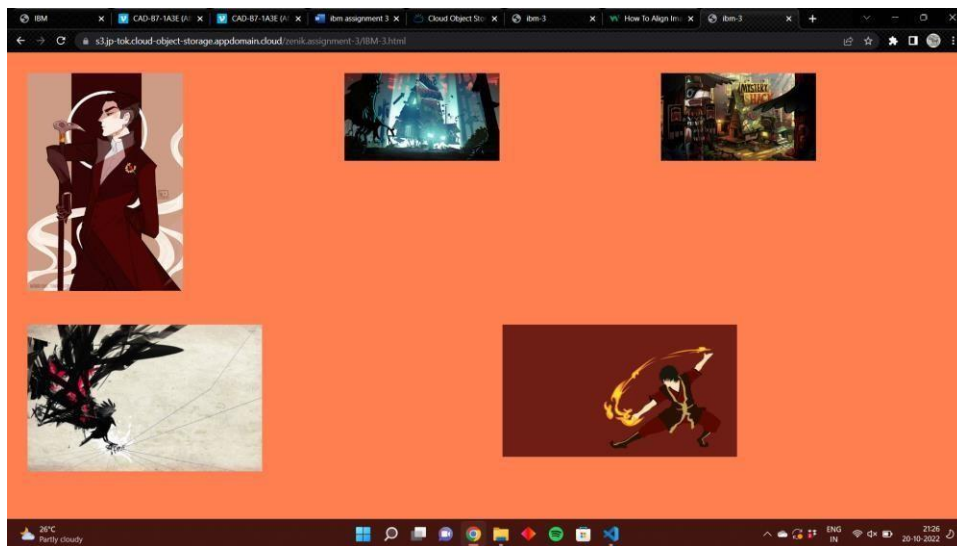 IBM
CAD-B7-1A3E (A
CAD-B7-1A3E (A
ibm assignment 3
Cloud Object Sto
ibm-3
How To Align Im
ibm-3
s3.jp-tok.cloud-object-storage.appdomain.cloud/zenik.assignment-3/IBM-3.html
MYSTERY
SHACK
26°C
Partly cloudy
ENG
IN
21:26
20-10-2022